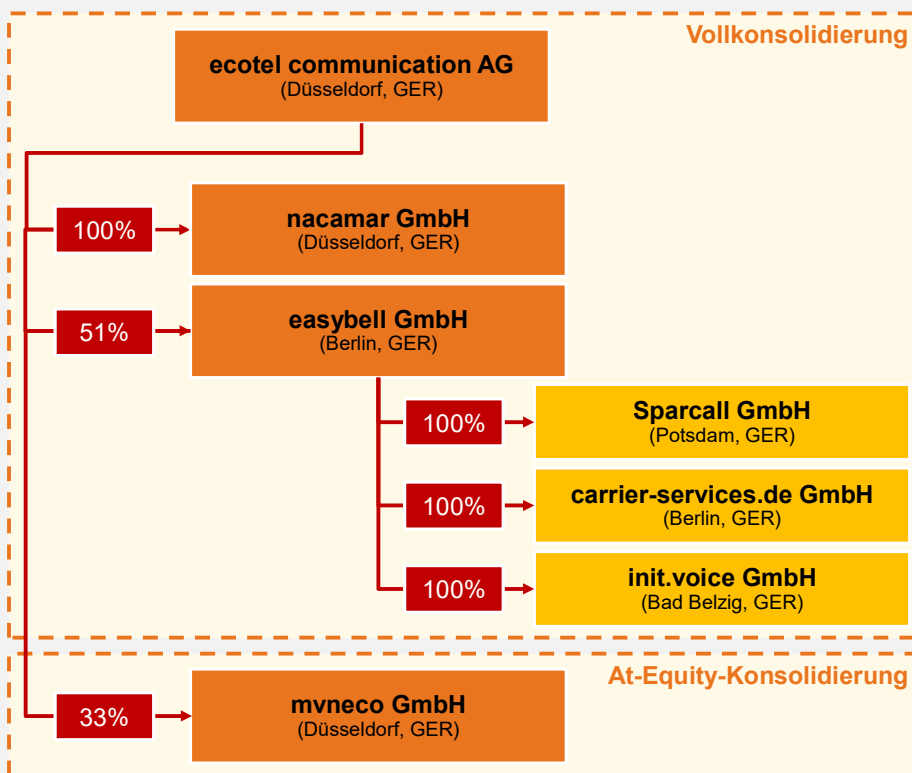 Vollkonsolidierung
ecotel communication AG
(Düsseldorf, GER)
100%
nacamar GmbH
(Düsseldorf, GER)
51%
easybell GmbH
(Berlin, GER)
100%
Sparcall GmbH
(Potsdam, GER)
100%
carrier-services.de GmbH
(Berlin, GER)
100%
init.voice GmbH
(Bad Belzig, GER)
At-Equity-Konsolidierung
33%
mvneco GmbH
(Düsseldorf, GER)